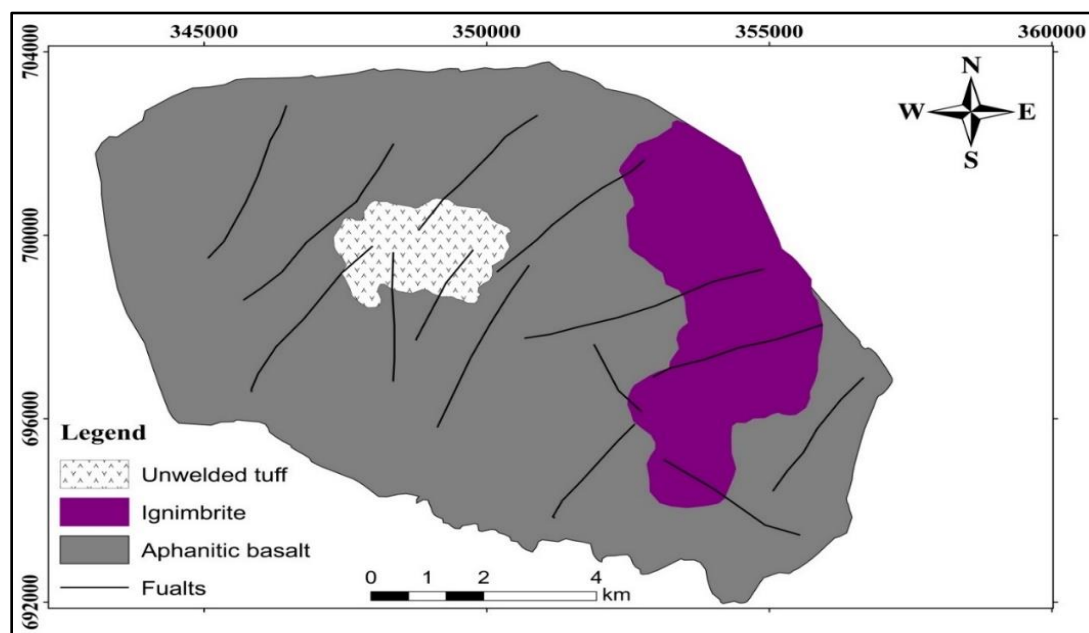 345000 350000 355000 360000
704000
N
W E
S
700000
696000
Legend
Unwelded tuff
Ignimbrite
Aphanitic basalt
Fualts
0 1 2 4
km
692000